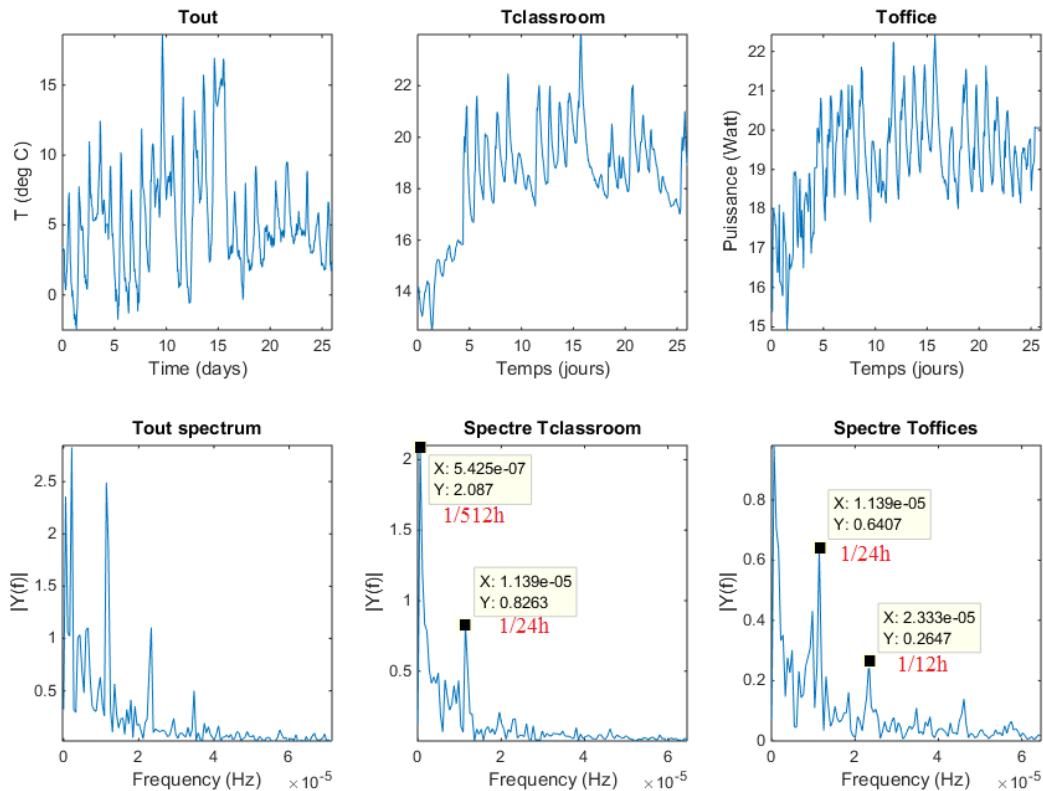 Tout
Tclassroom
Toffice
T (deg C)
15
10
5
0
0 5 10 15 20 25
Time (days)
22
20
18
16
14
0 5 10 15 20 25
Temps (jours)
Puissance (Watt)
22
21
20
19
18
17
16
15
0 5 10 15 20 25
Temps (jours)
Tout spectrum
Spectre Tclassroom
Spectre Toffices
|Y(f)|
2.5
2
1.5
1
0.5
0 2 4 6
Frequency (Hz)
×10⁻⁵
|Y(f)|
2
1.5
1
0.5
X: 5.425e-07
Y: 2.087
1/512h
X: 1.139e-05
Y: 0.8263
1/24h
0 2 4 6
Frequency (Hz)
×10⁻⁵
|Y(f)|
0.8
0.6
0.4
0.2
0
X: 1.139e-05
Y: 0.6407
1/24h
X: 2.333e-05
Y: 0.2647
1/12h
0 2 4 6
Frequency (Hz)
×10⁻⁵